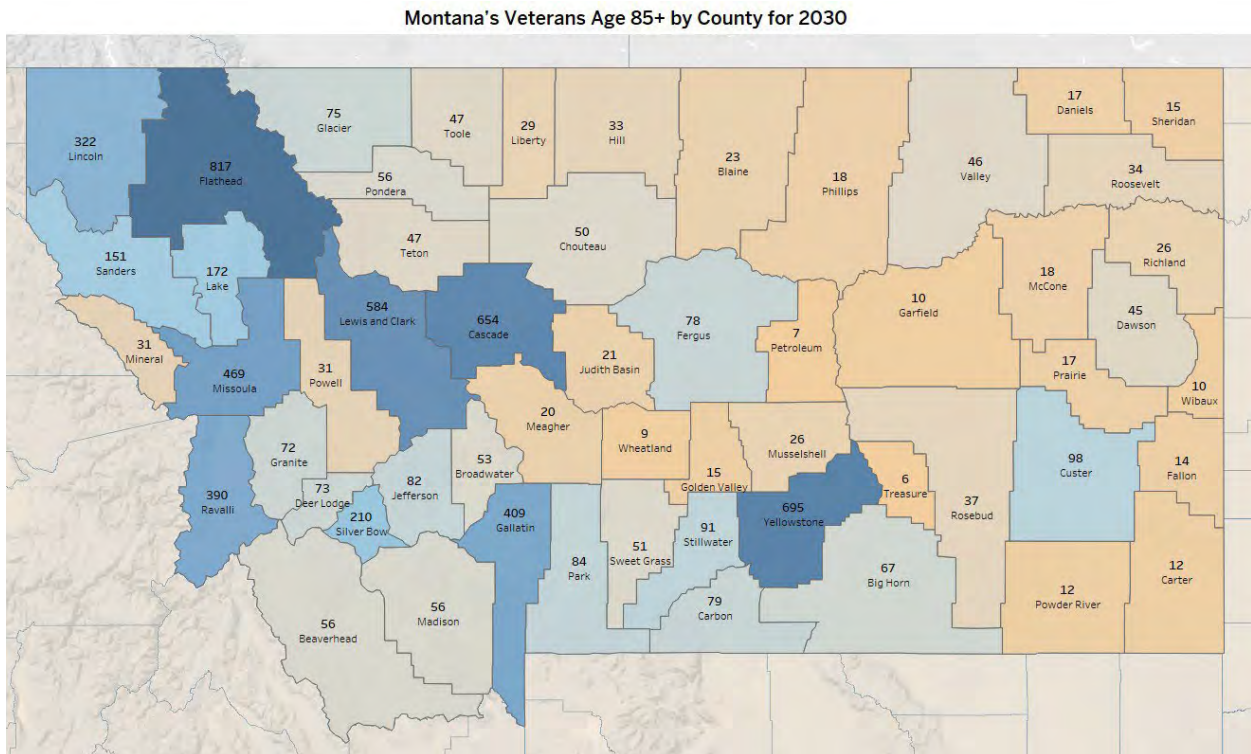 Montana's Veterans Age 85+ by County for 2030
322
Lincoln
817
Flathead
75
Glacier
47
Toole
29
Liberty
33
Hill
23
Blaine
18
Phillips
46
Valley
17
Daniels
15
Sheridan
34
Roosevelt
56
Pondera
47
Teton
50
Chouteau
151
Sanders
172
Lake
584
Lewis and Clark
654
Cascade
21
Judith Basin
78
Fergus
7
Petroleum
10
Garfield
18
McCone
26
Richland
45
Dawson
17
Prairie
10
Wibaux
31
Mineral
469
Missoula
31
Powell
20
Meagher
9
Wheatland
15
Golden Valley
26
Musselshell
6
Treasure
37
Rosebud
98
Custer
14
Fallon
390
Ravalli
72
Granite
73
Deer Lodge
210
Silver Bow
82
Jefferson
53
Broadwater
409
Gallatin
84
Park
51
Sweet Grass
91
Stillwater
695
Yellowstone
79
Carbon
67
Big Horn
12
Powder River
12
Carter
56
Beaverhead
56
Madison